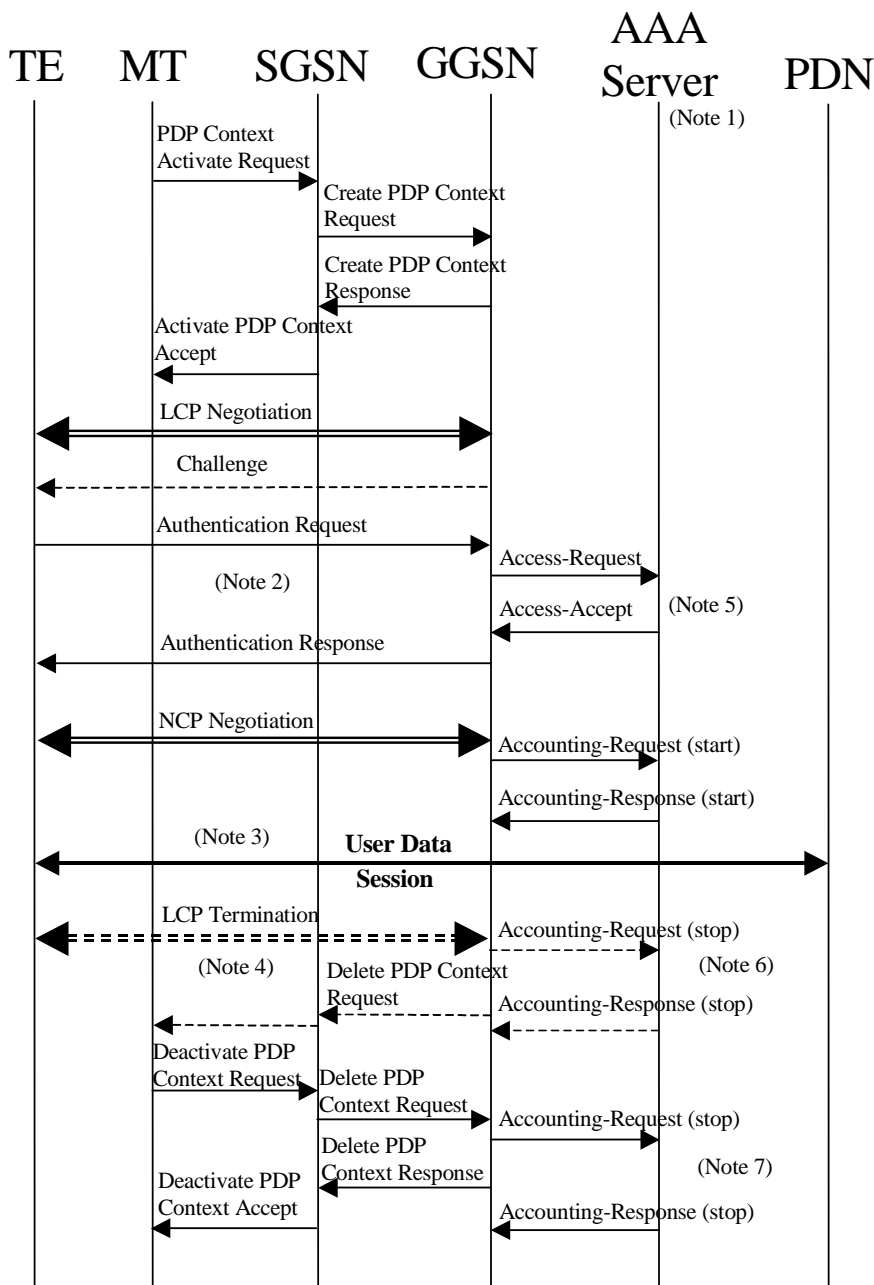 TE MT SGSN GGSN AAA Server PDN
(Note 1)
PDP Context
Activate Request
Create PDP Context
Request
Create PDP Context
Response
Activate PDP Context
Accept
LCP Negotiation
Challenge
Authentication Request
Access-Request
(Note 2)
Access-Accept
(Note 5)
Authentication Response
NCP Negotiation
Accounting-Request (start)
Accounting-Response (start)
(Note 3)
User Data
Session
LCP Termination
Accounting-Request (stop)
(Note 4)
Delete PDP Context
Request
(Note 6)
Accounting-Response (stop)
Deactivate PDP
Context Request
Delete PDP
Context Request
Accounting-Request (stop)
Delete PDP
Context Response
(Note 7)
Deactivate PDP
Context Accept
Accounting-Response (stop)